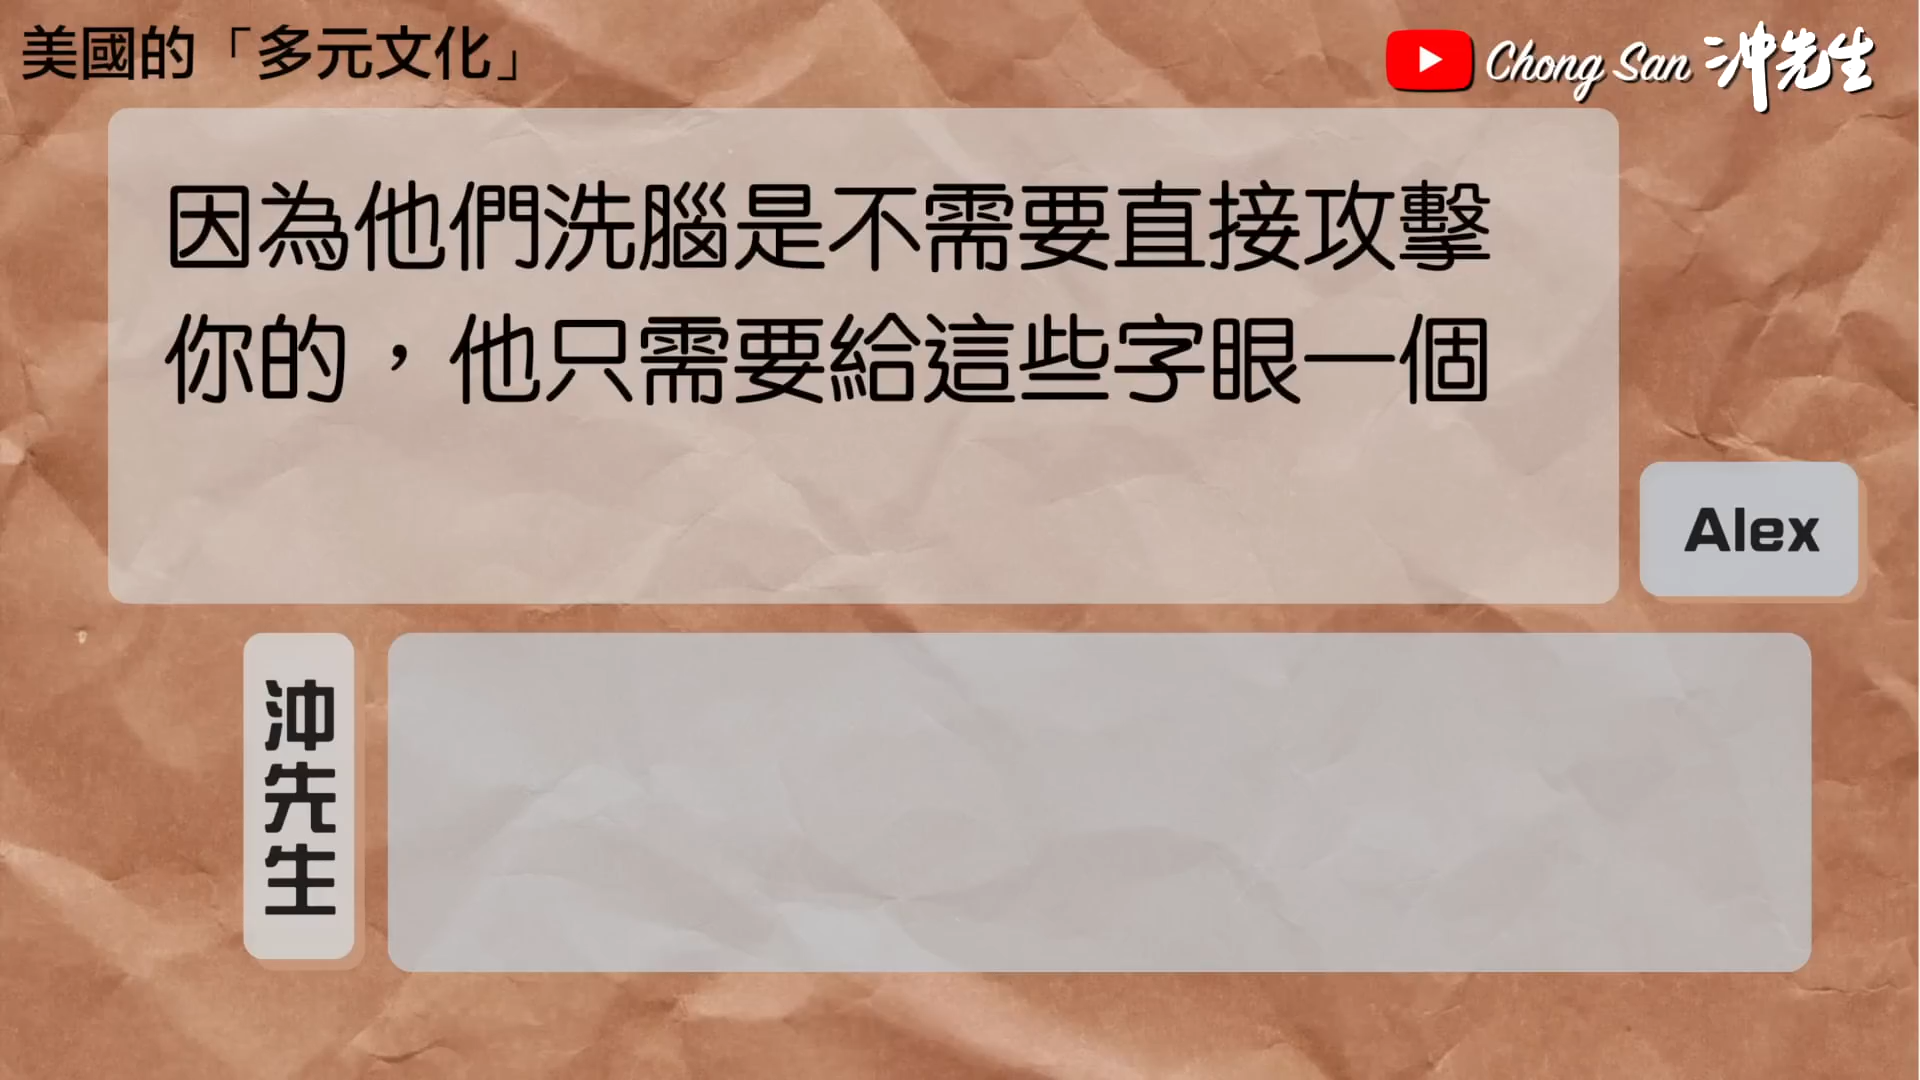 美國的「多元文化」
Chong San 沖先生
因為他們洗腦是不需要直接攻擊
你的，他只需要給這些字眼一個
Alex
沖先生